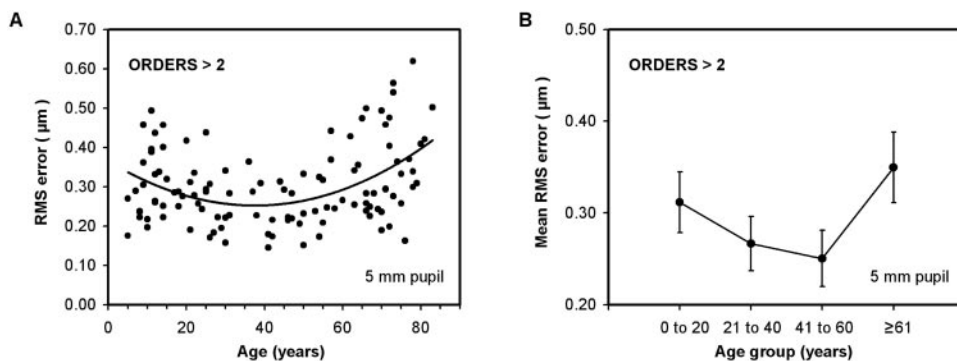 A
0.70
0.60
0.50
0.40
0.30
0.20
0.10
0.00
RMS error ( µm )
ORDERS > 2
5 mm pupil
0
20
40
60
80
Age (years)
B
0.50
0.40
0.30
0.20
Mean RMS error ( µm )
ORDERS > 2
5 mm pupil
0 to 20
21 to 40
41 to 60
≥61
Age group (years)